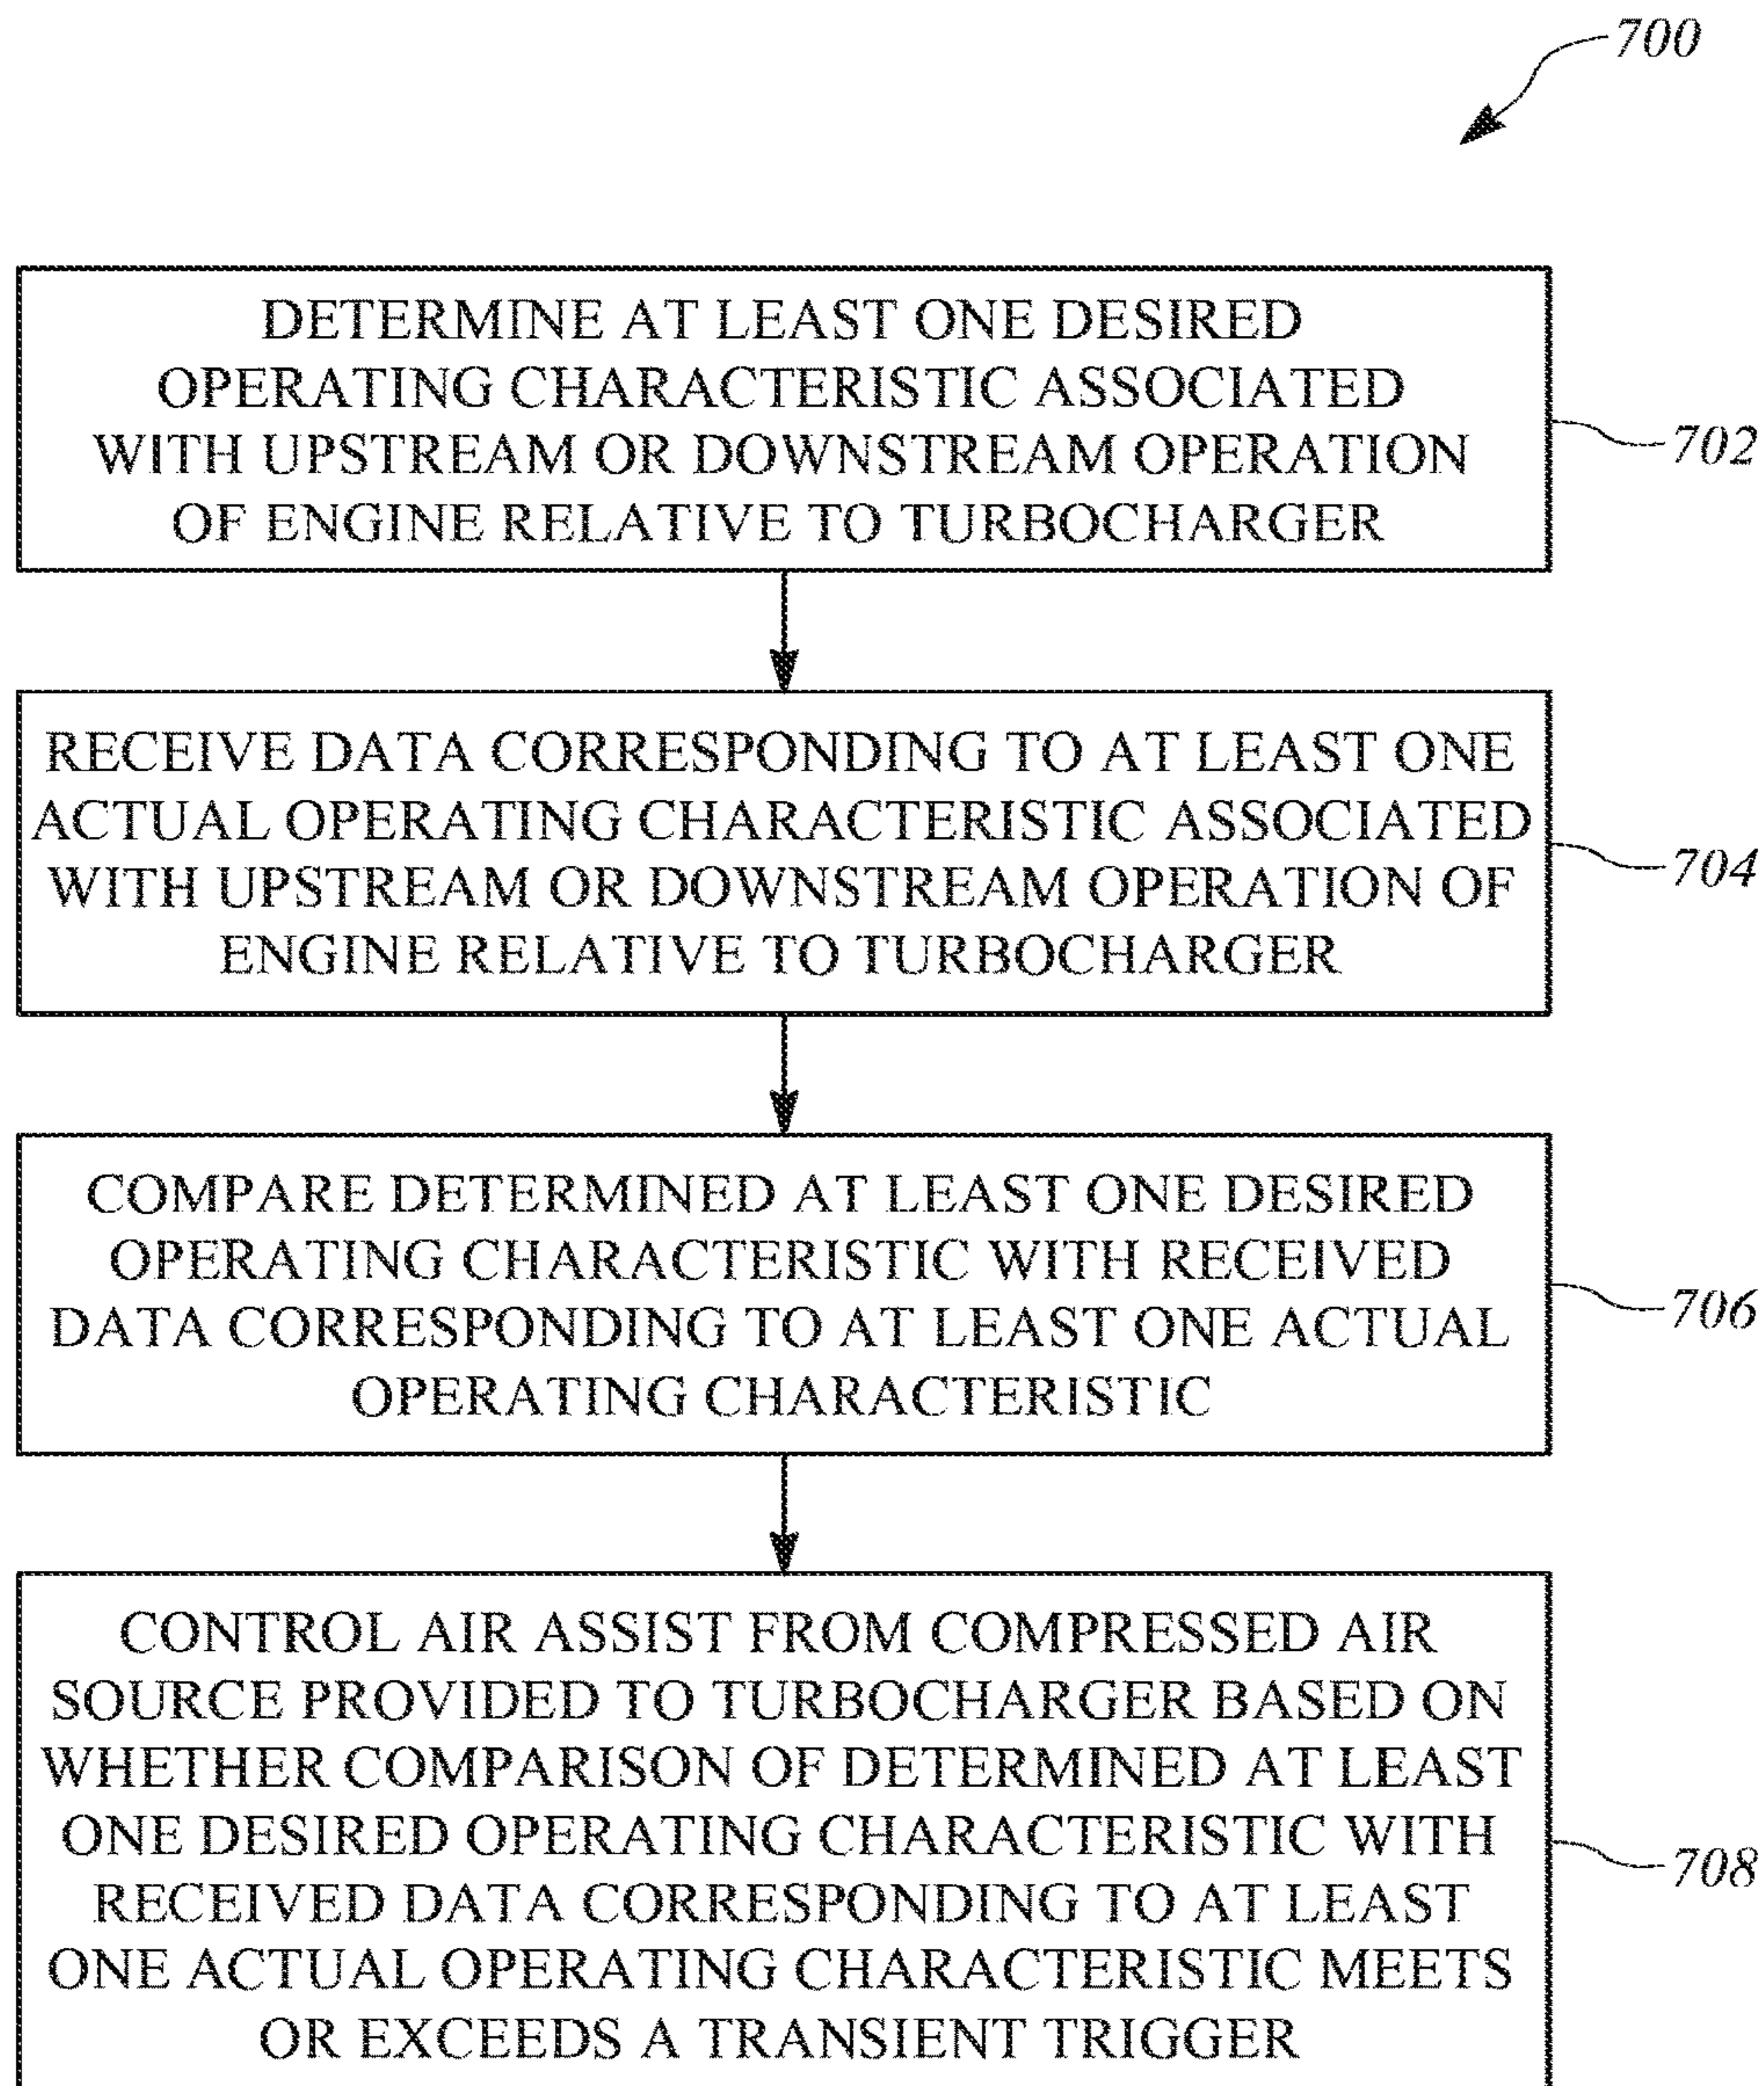 700
DETERMINE AT LEAST ONE DESIRED
OPERATING CHARACTERISTIC ASSOCIATED
WITH UPSTREAM OR DOWNSTREAM OPERATION
OF ENGINE RELATIVE TO TURBOCHARGER
702
RECEIVE DATA CORRESPONDING TO AT LEAST ONE
ACTUAL OPERATING CHARACTERISTIC ASSOCIATED
WITH UPSTREAM OR DOWNSTREAM OPERATION OF
ENGINE RELATIVE TO TURBOCHARGER
704
COMPARE DETERMINED AT LEAST ONE DESIRED
OPERATING CHARACTERISTIC WITH RECEIVED
DATA CORRESPONDING TO AT LEAST ONE ACTUAL
OPERATING CHARACTERISTIC
706
CONTROL AIR ASSIST FROM COMPRESSED AIR
SOURCE PROVIDED TO TURBOCHARGER BASED ON
WHETHER COMPARISON OF DETERMINED AT LEAST
ONE DESIRED OPERATING CHARACTERISTIC WITH
RECEIVED DATA CORRESPONDING TO AT LEAST
ONE ACTUAL OPERATING CHARACTERISTIC MEETS
OR EXCEEDS A TRANSIENT TRIGGER
708